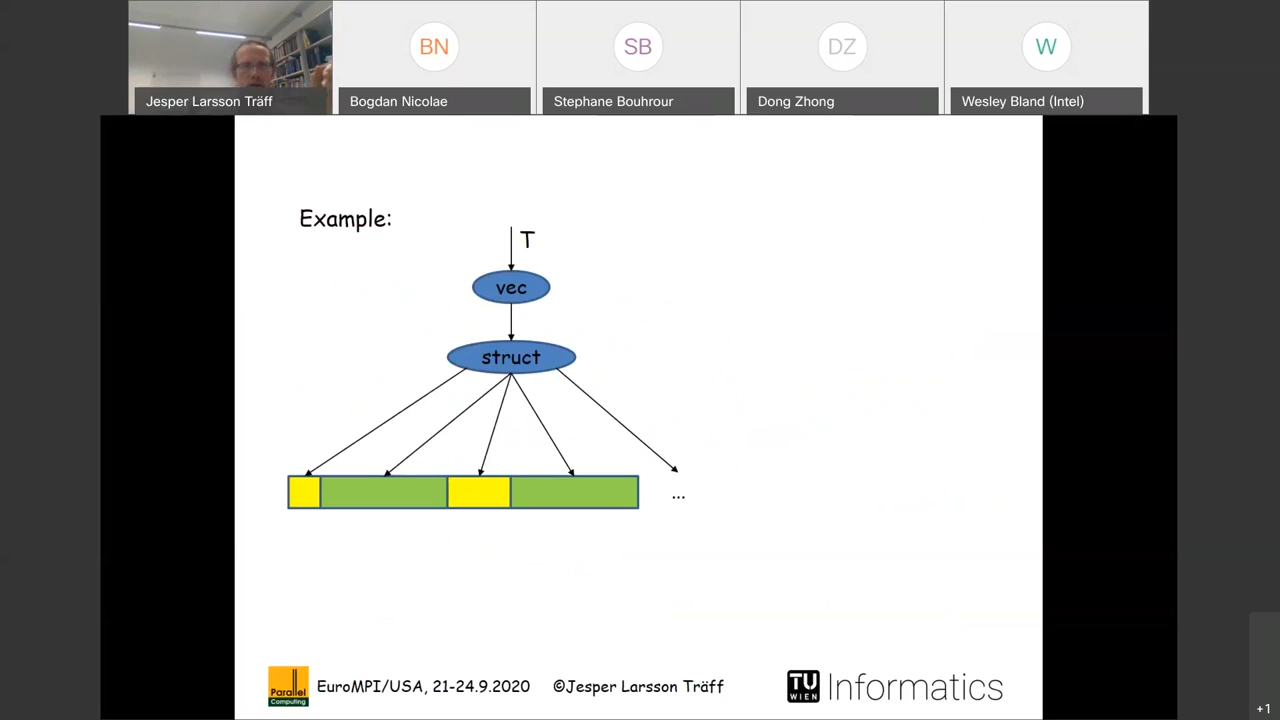 BN
SB
DZ
W
Jesper Larsson Träff
Bogdan Nicolae
Stephane Bouhrour
Dong Zhong
Wesley Bland (Intel)
Example:
T
vec
struct
...
Parallel
Computing
EuroMPI/USA, 21-24.9.2020 ©Jesper Larsson Träff
TU
WIEN
Informatics
+1